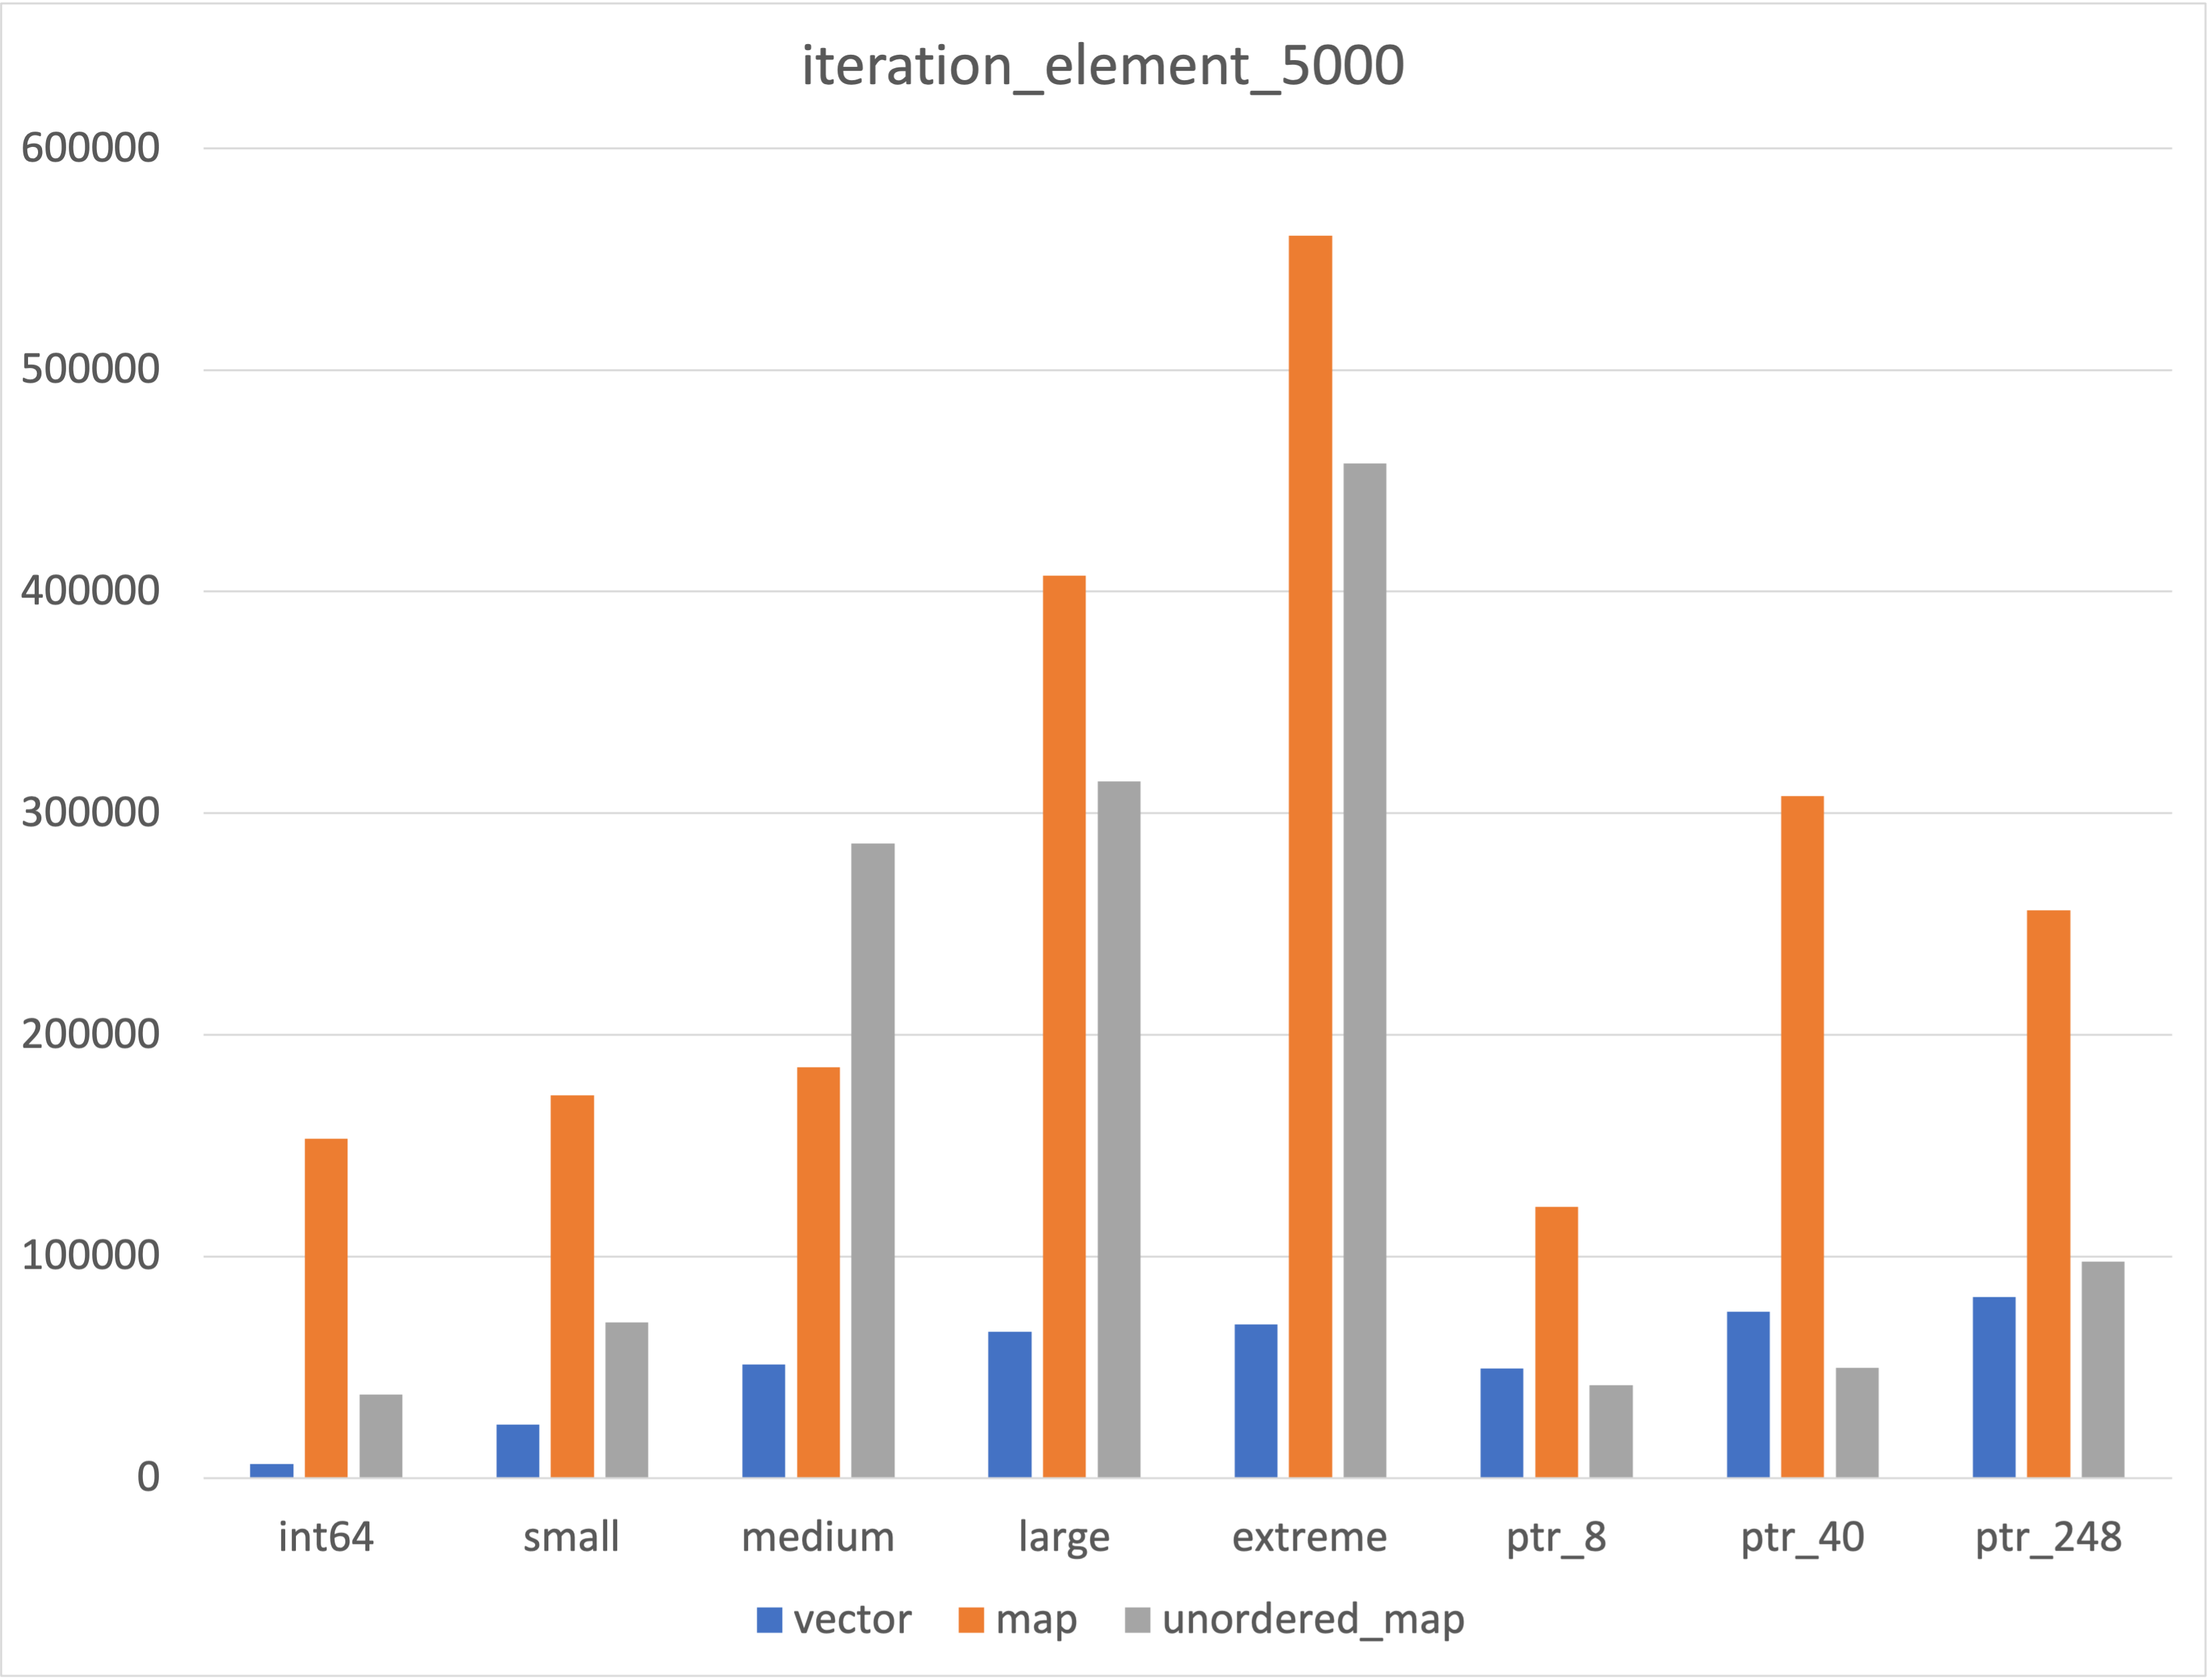 iteration_element_5000
600000
500000
400000
300000
200000
100000
0
int64 small medium large extreme ptr_8 ptr_40 ptr_248
vector map unordered_map